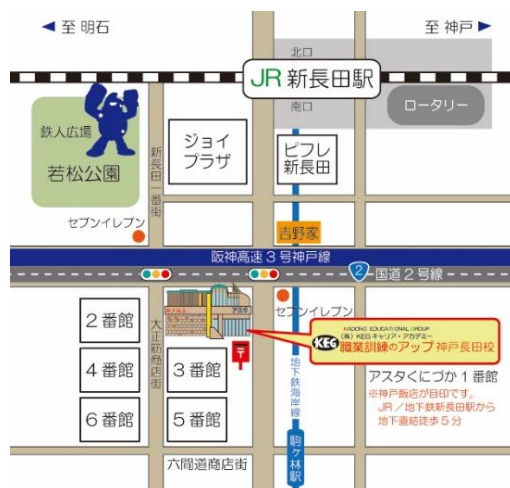 至 明石
至 神戸
北口
JR 新長田駅
南口
ロータリー
鉄人広場
若松公園
新長田一番街
ジョイ
プラザ
ピフレ
新長田
セブンイレブン
吉野家
阪神高速3号神戸線
2
国道2号線
アスタ
セブンイレブン
KADONO EDUCATIONAL GROUP
KEG
(株)KEGキャリア・アカデミー
職業訓練のアップ 神戸長田校
2番館
大正筋商店街
4番館
3番館
6番館
5番館
地下鉄海岸線
アスタくにづか1番館
※神戸飯店が目印です。
JR/地下鉄新長田駅から
地下直結徒歩5分
駒ヶ林駅
六間道商店街